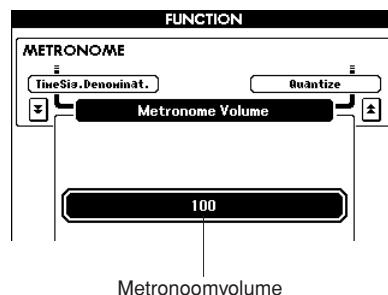 FUNCTION
METRONOME
TimeSig.Denominat.
Quantize
Metronome Volume
100
Metronoomvolume